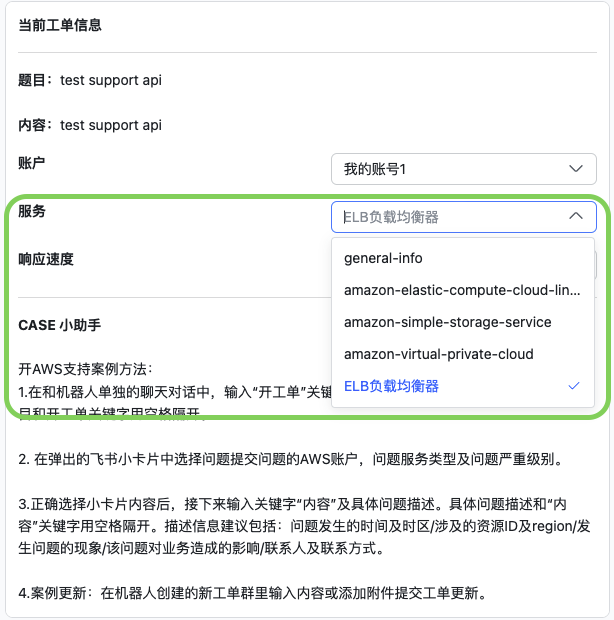 当前工单信息
题目：test support api
内容：test support api
账户
我的账号1
服务
ELB负载均衡器
响应速度
general-info
amazon-elastic-compute-cloud-lin...
amazon-simple-storage-service
amazon-virtual-private-cloud
ELB负载均衡器
CASE 小助手
开AWS支持案例方法：
1.在和机器人单独的聊天对话中，输入“开工单”关键
目和开工单关键字用空格隔开。
2. 在弹出的飞书小卡片中选择问题提交问题的AWS账户，问题服务类型及问题严重级别。
3.正确选择小卡片内容后，接下来输入关键字“内容”及具体问题描述。具体问题描述和“内
容”关键字用空格隔开。描述信息建议包括：问题发生的时间及时区/涉及的资源ID及region/发
生问题的现象/该问题对业务造成的影响/联系人及联系方式。
4.案例更新：在机器人创建的新工单群里输入内容或添加附件提交工单更新。